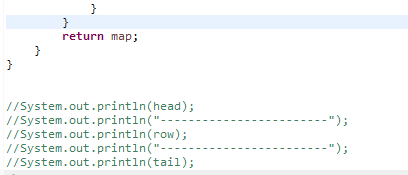 }
}
return map;
}
}
//System.out.println(head);
//System.out.println("------------------------");
//System.out.println(row);
//System.out.println("------------------------");
//System.out.println(tail);